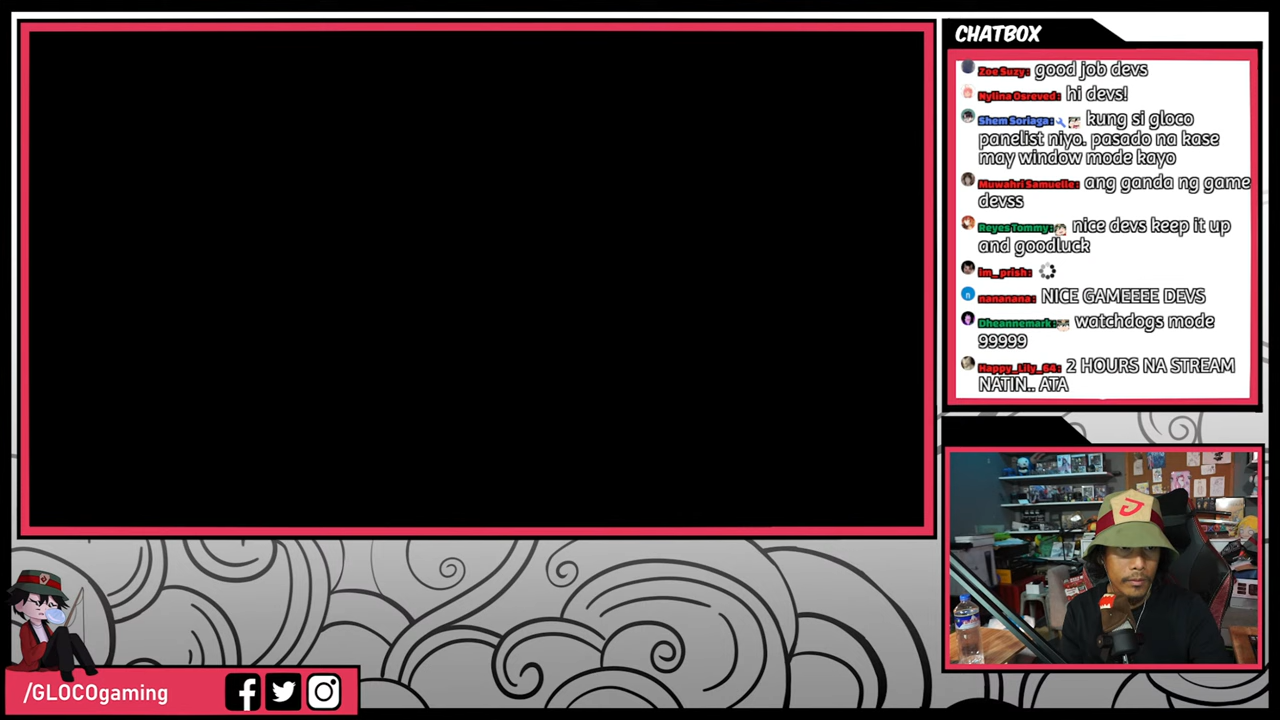 CHATBOX
Zoe Suzy: good job devs
Nylina Osreved: hi devs!
Shem Soriaga: kung si gloco
panelist niyo. pasado na kase
may window mode kayo
Muwahri Samuelle: ang ganda ng game
devss
Reyes Tommy: nice devs keep it up
and goodluck
Im_prish:
nananana: NICE GAMEEEE DEVS
Dheannemark: watchdogs mode
99999
Happy_Lily_64: 2 HOURS NA STREAM
NATIN.. ATA
/GLOCOgaming